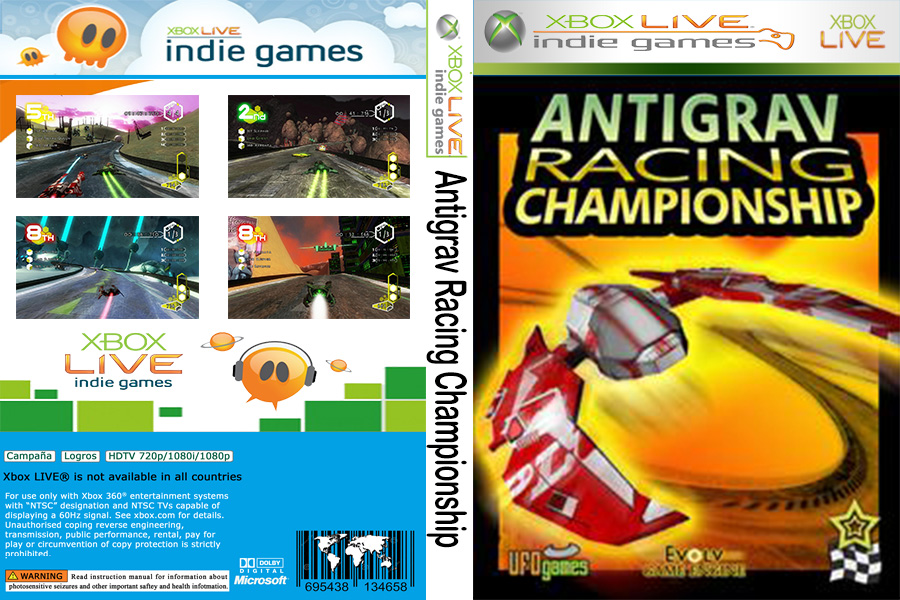 XBOX LIVE
indie games
5TH
1/3
2nd
1/3
8TH
8TH
XBOX
LIVE
indie games
Campaña Logros HDTV 720p/1080i/1080p
Xbox LIVE® is not available in all countries
For use only with Xbox 360® entertainment systems
with “NTSC” designation and NTSC TVs capable of
displaying a 60Hz signal. See xbox.com for details.
Unauthorised coping reverse engineering,
transmission, public performance, rental, pay for
play or circumvention of copy protection is strictly
prohibited.
WARNING Read instruction manual for information about
photosensitive seizures and other important saftey and health infotmation.
DOLBY
DIGITAL
Microsoft
695438 134658
XBOX LIVE
indie games
Antigrav Racing Championship
XBOX LIVE
indie games
XBOX
LIVE
ANTIGRAV
RACING
CHAMPIONSHIP
UFO games
Evolv
GAME ENGINE